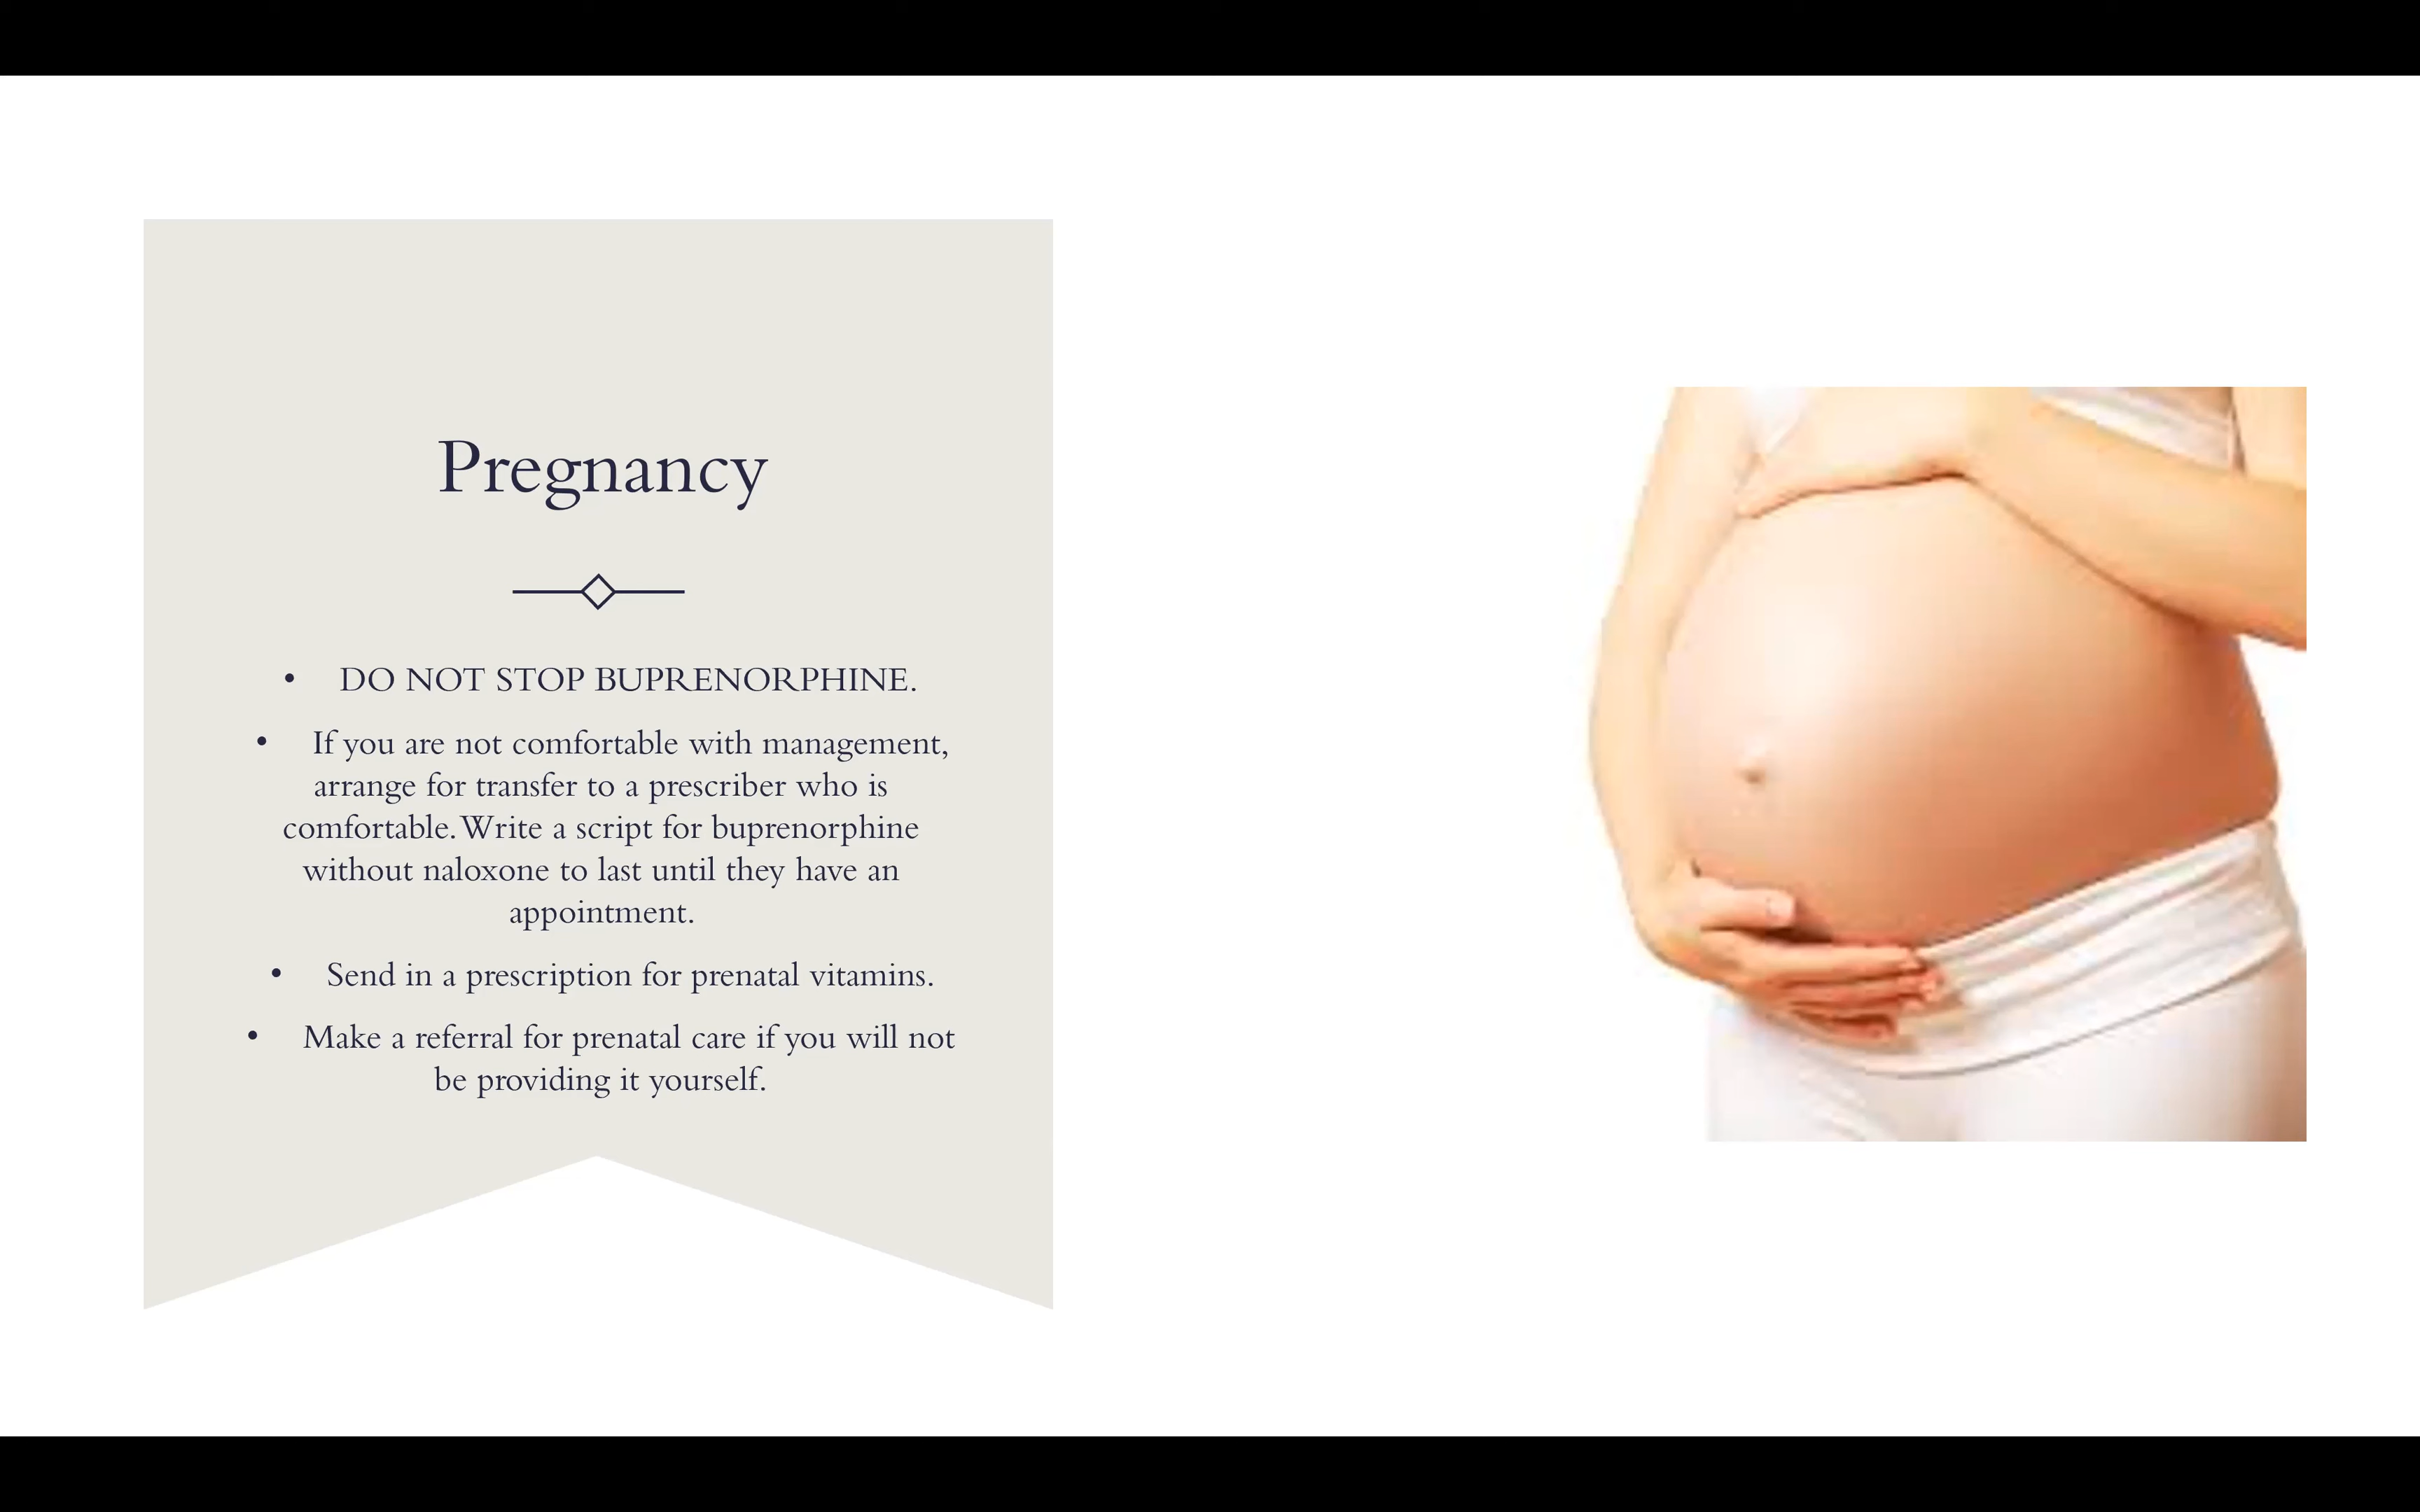 Pregnancy
• DO NOT STOP BUPRENORPHINE.
• If you are not comfortable with management,
arrange for transfer to a prescriber who is
comfortable. Write a script for buprenorphine
without naloxone to last until they have an
appointment.
• Send in a prescription for prenatal vitamins.
• Make a referral for prenatal care if you will not
be providing it yourself.